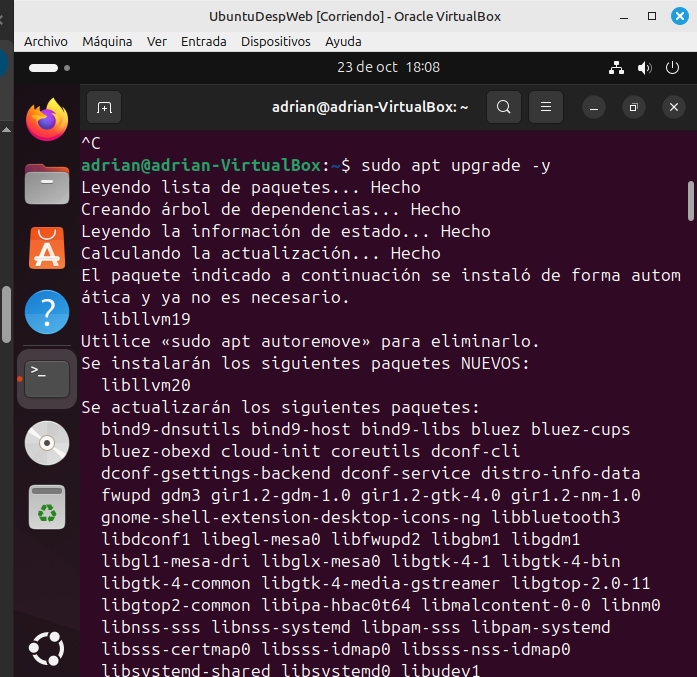 UbuntuDespWeb [Corriendo] - Oracle VirtualBox
Archivo Máquina Ver Entrada Dispositivos Ayuda
23 de oct 18:08
adrian@adrian-VirtualBox: ~
^C
adrian@adrian-VirtualBox:~$ sudo apt upgrade -y
Leyendo lista de paquetes... Hecho
Creando árbol de dependencias... Hecho
Leyendo la información de estado... Hecho
Calculando la actualización... Hecho
El paquete indicado a continuación se instaló de forma autom
ática y ya no es necesario.
libllvm19
Utilice «sudo apt autoremove» para eliminarlo.
Se instalarán los siguientes paquetes NUEVOS:
libllvm20
Se actualizarán los siguientes paquetes:
bind9-dnsutils bind9-host bind9-libs bluez bluez-cups
bluez-obexd cloud-init coreutils dconf-cli
dconf-gsettings-backend dconf-service distro-info-data
fwupd gdm3 gir1.2-gdm-1.0 gir1.2-gtk-4.0 gir1.2-nm-1.0
gnome-shell-extension-desktop-icons-ng libbluetooth3
libdconf1 libegl-mesa0 libfwupd2 libgbm1 libgdm1
libgl1-mesa-dri libglx-mesa0 libgtk-4-1 libgtk-4-bin
libgtk-4-common libgtk-4-media-gstreamer libgtop-2.0-11
libgtop2-common libipa-hbac0t64 libmalcontent-0-0 libnm0
libnss-sss libnss-systemd libpam-sss libpam-systemd
libsss-certmap0 libsss-idmap0 libsss-nss-idmap0
libsystemd-shared libsystemd0 libudev1